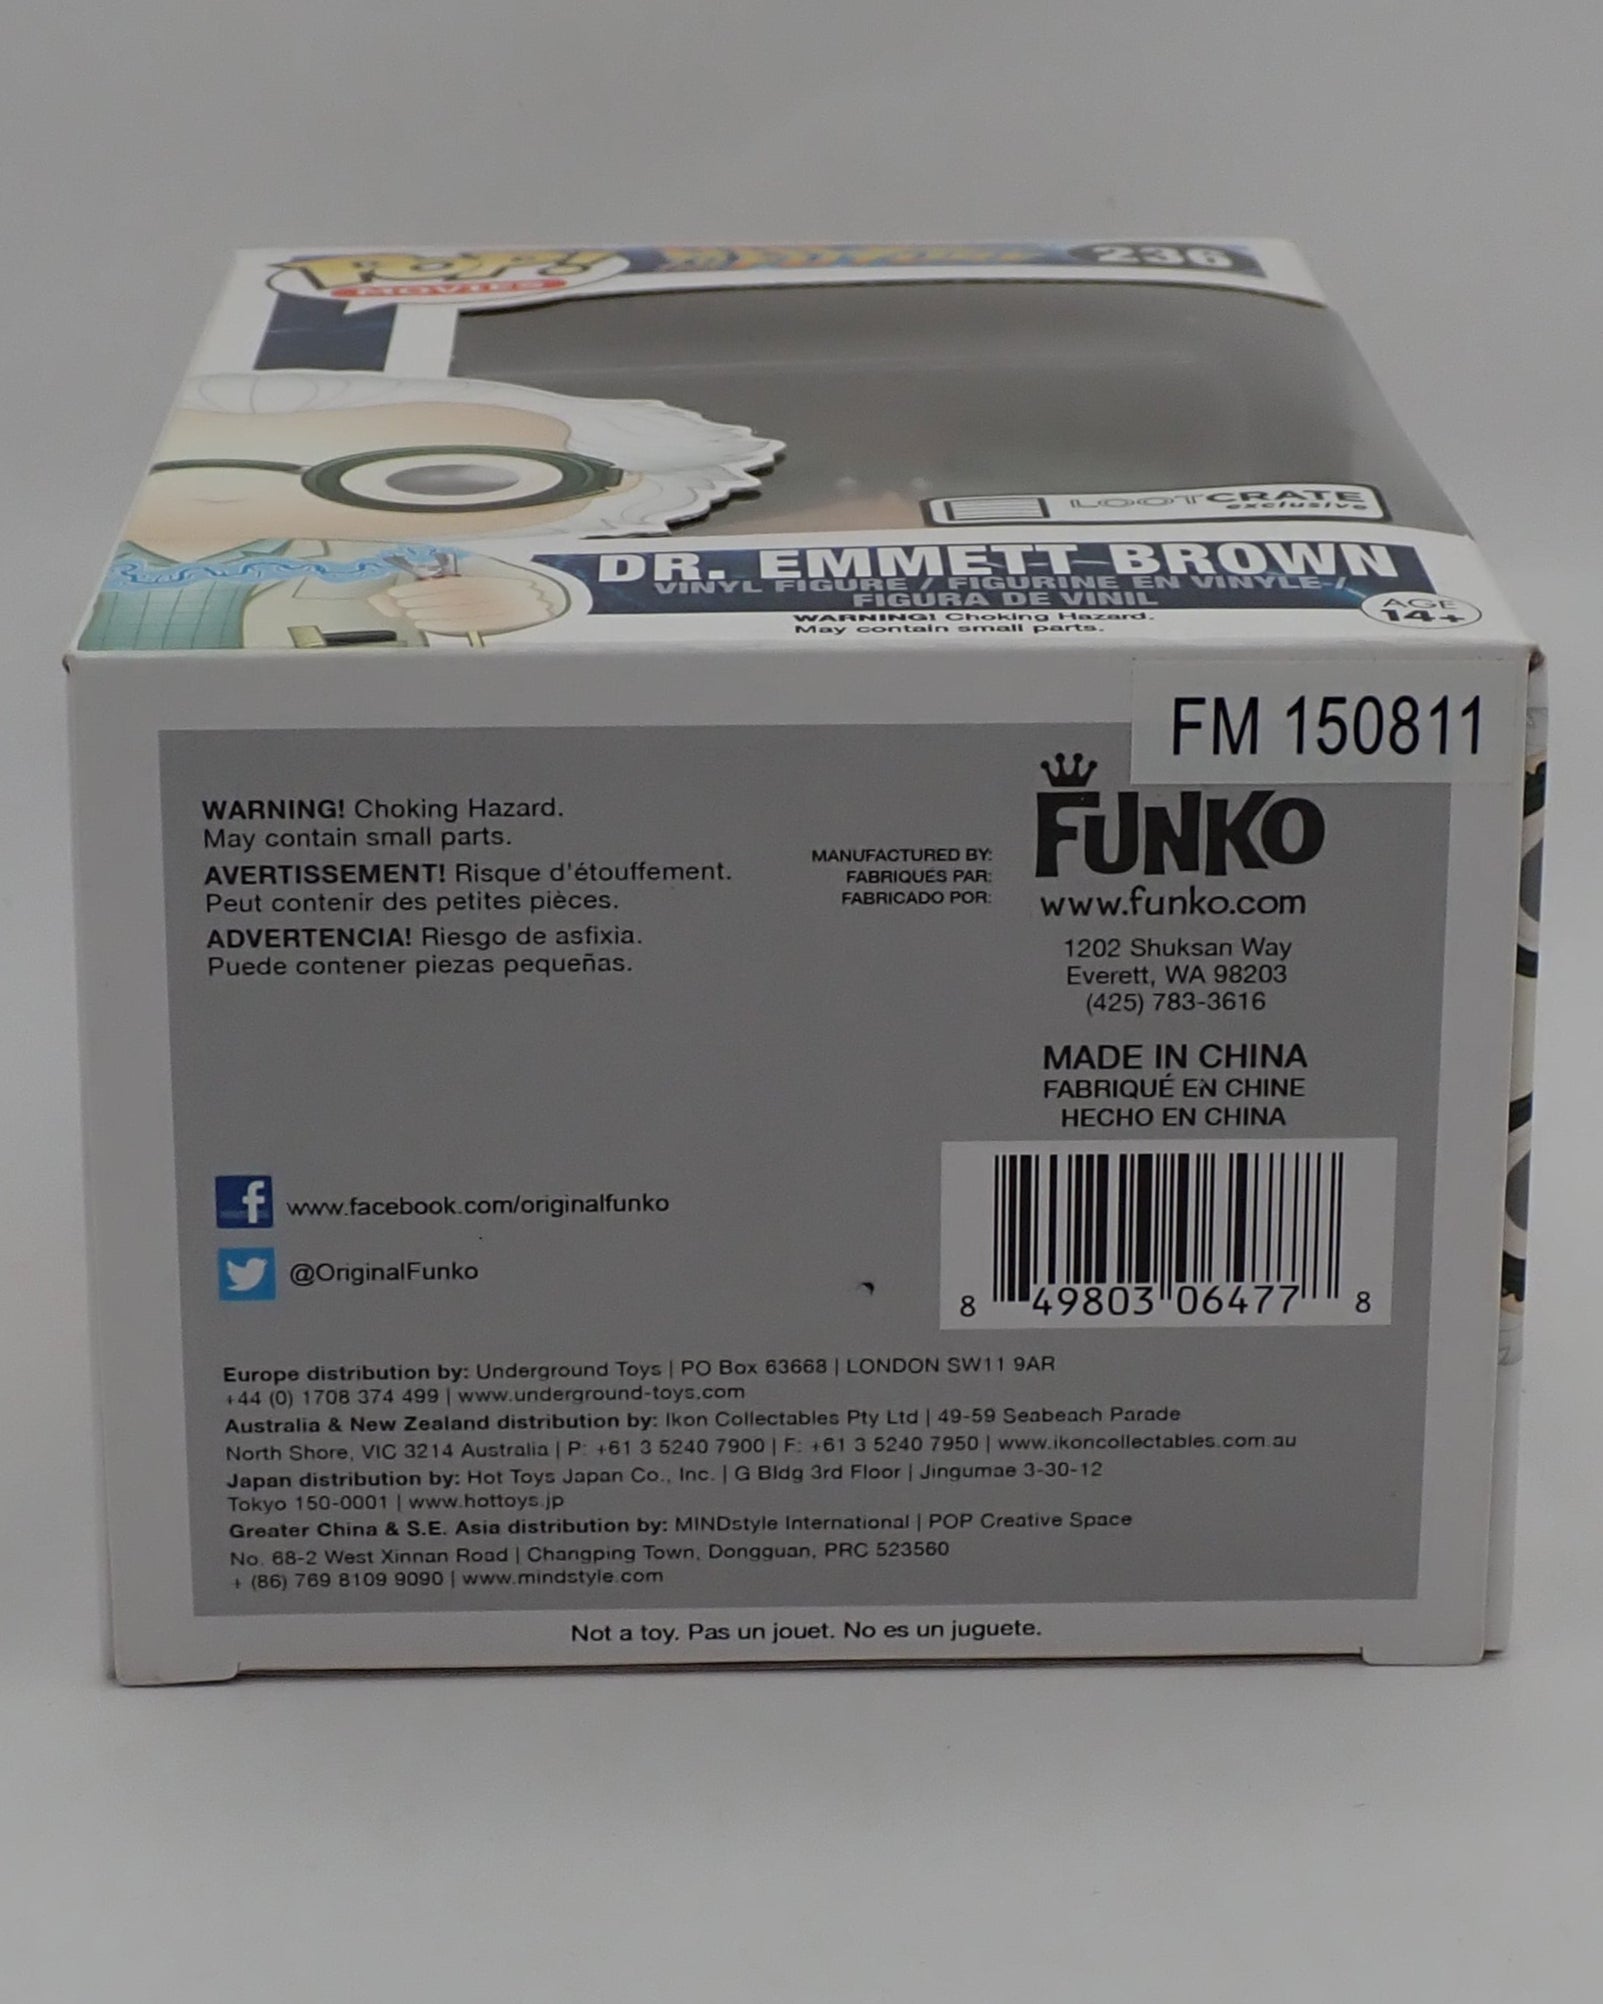 POP!
MOVIES
236
LOOTCRATE
exclusive
DR. EMMETT BROWN
VINYL FIGURE / FIGURINE EN VINYLE /
FIGURA DE VINIL
WARNING! Choking Hazard.
May contain small parts.
AGE
14+
FM 150811
WARNING! Choking Hazard.
May contain small parts.
AVERTISSEMENT! Risque d'étouffement.
Peut contenir des petites pièces.
ADVERTENCIA! Riesgo de asfixia.
Puede contener piezas pequeñas.
MANUFACTURED BY:
FABRIQUÉS PAR:
FABRICADO POR:
FUNKO
www.funko.com
1202 Shuksan Way
Everett, WA 98203
(425) 783-3616
MADE IN CHINA
FABRIQUÉ EN CHINE
HECHO EN CHINA
f www.facebook.com/originalfunko
@OriginalFunko
8 49803 06477 8
Europe distribution by: Underground Toys | PO Box 63668 | LONDON SW11 9AR
+44 (0) 1708 374 499 | www.underground-toys.com
Australia & New Zealand distribution by: Ikon Collectables Pty Ltd | 49-59 Seabeach Parade
North Shore, VIC 3214 Australia | P: +61 3 5240 7900 | F: +61 3 5240 7950 | www.ikoncollectables.com.au
Japan distribution by: Hot Toys Japan Co., Inc. | G Bldg 3rd Floor | Jingumae 3-30-12
Tokyo 150-0001 | www.hottoys.jp
Greater China & S.E. Asia distribution by: MINDstyle International | POP Creative Space
No. 68-2 West Xinnan Road | Changping Town, Dongguan, PRC 523560
+ (86) 769 8109 9090 | www.mindstyle.com
Not a toy. Pas un jouet. No es un juguete.